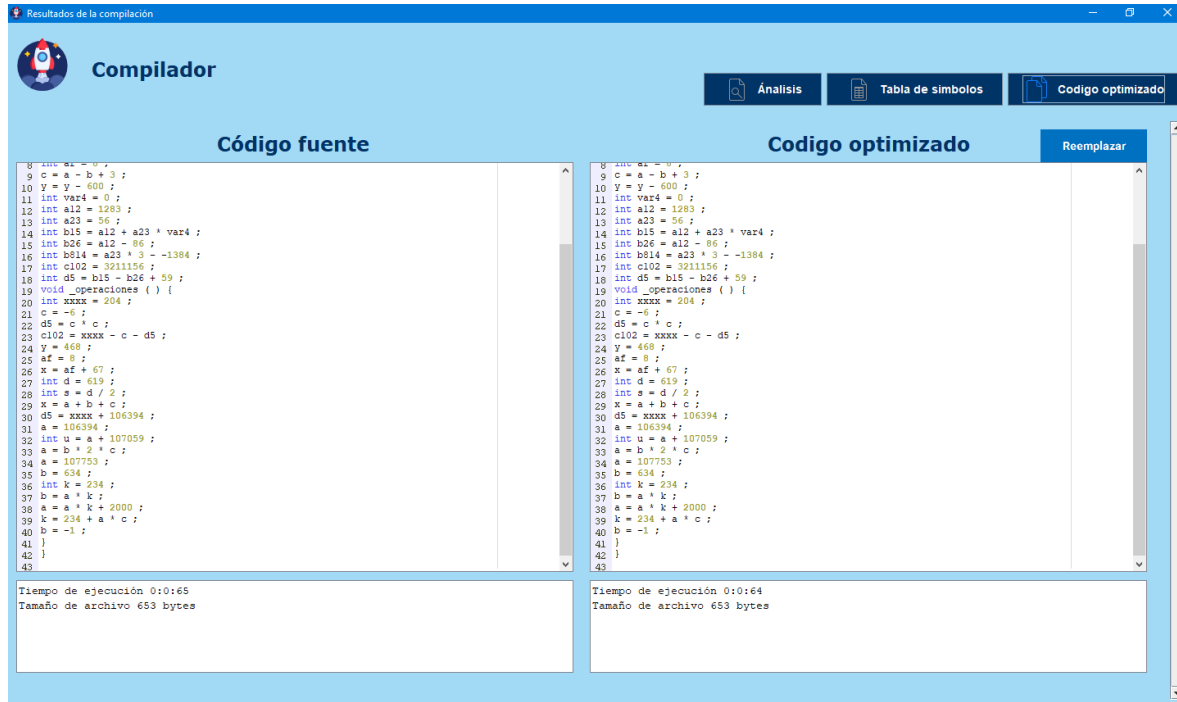 Resultados de la compilación
Compilador
Ánalisis
Tabla de simbolos
Codigo optimizado
Código fuente
8 int af = 0 ;
9 c = a - b + 3 ;
10 y = y - 600 ;
11 int var4 = 0 ;
12 int a12 = 1283 ;
13 int a23 = 56 ;
14 int b15 = a12 + a23 * var4 ;
15 int b26 = a12 - 86 ;
16 int b814 = a23 * 3 - -1384 ;
17 int c102 = 3211156 ;
18 int d5 = b15 - b26 + 59 ;
19 void _operaciones ( ) {
20 int xxxx = 204 ;
21 c = -6 ;
22 d5 = c * c ;
23 c102 = xxxx - c - d5 ;
24 y = 468 ;
25 af = 8 ;
26 x = af + 67 ;
27 int d = 619 ;
28 int s = d / 2 ;
29 x = a + b + c ;
30 d5 = xxxx + 106394 ;
31 a = 106394 ;
32 int u = a + 107059 ;
33 a = b * 2 * c ;
34 a = 107753 ;
35 b = 634 ;
36 int k = 234 ;
37 b = a * k ;
38 a = a * k + 2000 ;
39 k = 234 + a * c ;
40 b = -1 ;
41 }
42 }
43
Tiempo de ejecución 0:0:65
Tamaño de archivo 653 bytes
Codigo optimizado
Reemplazar
8 int af = 0 ;
9 c = a - b + 3 ;
10 y = y - 600 ;
11 int var4 = 0 ;
12 int a12 = 1283 ;
13 int a23 = 56 ;
14 int b15 = a12 + a23 * var4 ;
15 int b26 = a12 - 86 ;
16 int b814 = a23 * 3 - -1384 ;
17 int c102 = 3211156 ;
18 int d5 = b15 - b26 + 59 ;
19 void _operaciones ( ) {
20 int xxxx = 204 ;
21 c = -6 ;
22 d5 = c * c ;
23 c102 = xxxx - c - d5 ;
24 y = 468 ;
25 af = 8 ;
26 x = af + 67 ;
27 int d = 619 ;
28 int s = d / 2 ;
29 x = a + b + c ;
30 d5 = xxxx + 106394 ;
31 a = 106394 ;
32 int u = a + 107059 ;
33 a = b * 2 * c ;
34 a = 107753 ;
35 b = 634 ;
36 int k = 234 ;
37 b = a * k ;
38 a = a * k + 2000 ;
39 k = 234 + a * c ;
40 b = -1 ;
41 }
42 }
43
Tiempo de ejecución 0:0:64
Tamaño de archivo 653 bytes